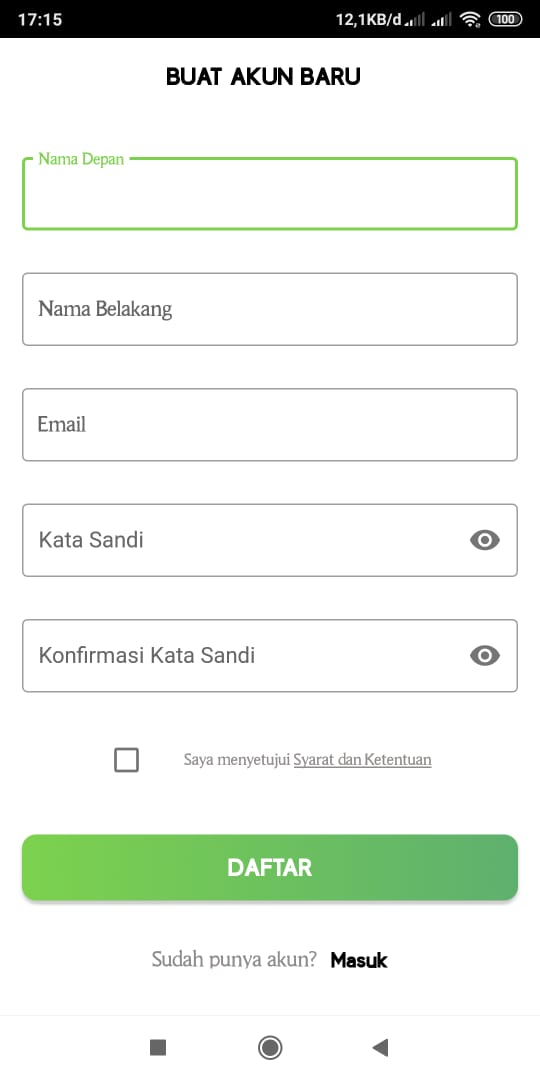 17:15 12,1KB/d 100
BUAT AKUN BARU
Nama Depan
Nama Belakang
Email
Kata Sandi
Konfirmasi Kata Sandi
Saya menyetujui Syarat dan Ketentuan
DAFTAR
Sudah punya akun? Masuk